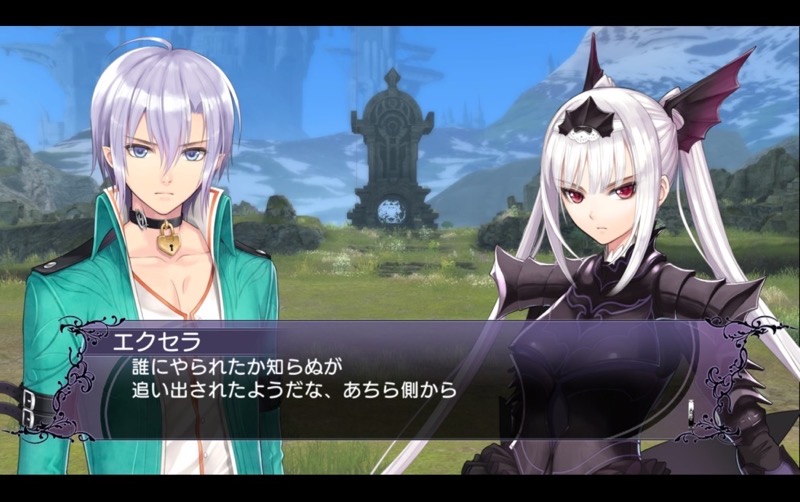 エクセラ
誰にやられたか知らぬが
追い出されたようだな、あちら側から